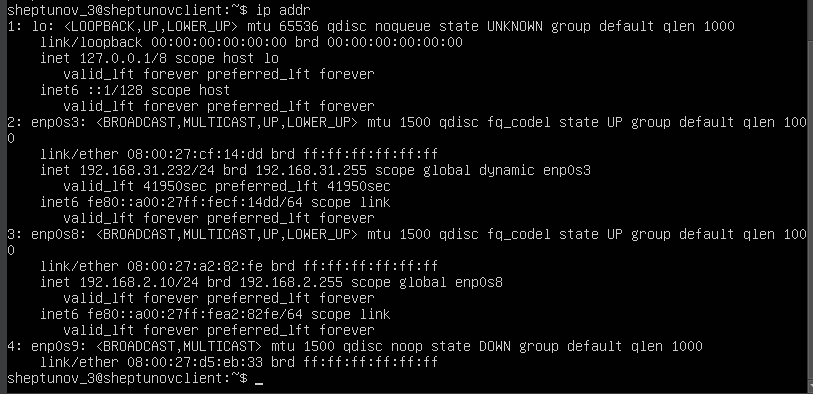 sheptunov_3@sheptunovclient:~$ ip addr
1: lo: <LOOPBACK,UP,LOWER_UP> mtu 65536 qdisc noqueue state UNKNOWN group default qlen 1000
    link/loopback 00:00:00:00:00:00 brd 00:00:00:00:00:00
    inet 127.0.0.1/8 scope host lo
       valid_lft forever preferred_lft forever
    inet6 ::1/128 scope host
       valid_lft forever preferred_lft forever
2: enp0s3: <BROADCAST,MULTICAST,UP,LOWER_UP> mtu 1500 qdisc fq_codel state UP group default qlen 100
0
    link/ether 08:00:27:cf:14:dd brd ff:ff:ff:ff:ff:ff
    inet 192.168.31.232/24 brd 192.168.31.255 scope global dynamic enp0s3
       valid_lft 41950sec preferred_lft 41950sec
    inet6 fe80::a00:27ff:fecf:14dd/64 scope link
       valid_lft forever preferred_lft forever
3: enp0s8: <BROADCAST,MULTICAST,UP,LOWER_UP> mtu 1500 qdisc fq_codel state UP group default qlen 100
0
    link/ether 08:00:27:a2:82:fe brd ff:ff:ff:ff:ff:ff
    inet 192.168.2.10/24 brd 192.168.2.255 scope global enp0s8
       valid_lft forever preferred_lft forever
    inet6 fe80::a00:27ff:fea2:82fe/64 scope link
       valid_lft forever preferred_lft forever
4: enp0s9: <BROADCAST,MULTICAST> mtu 1500 qdisc noop state DOWN group default qlen 1000
    link/ether 08:00:27:d5:eb:33 brd ff:ff:ff:ff:ff:ff
sheptunov_3@sheptunovclient:~$ _